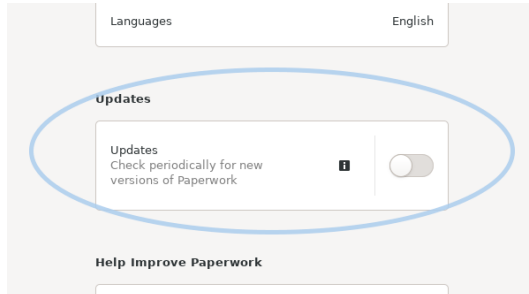 Languages English
Updates
Updates
Check periodically for new
versions of Paperwork
Help Improve Paperwork